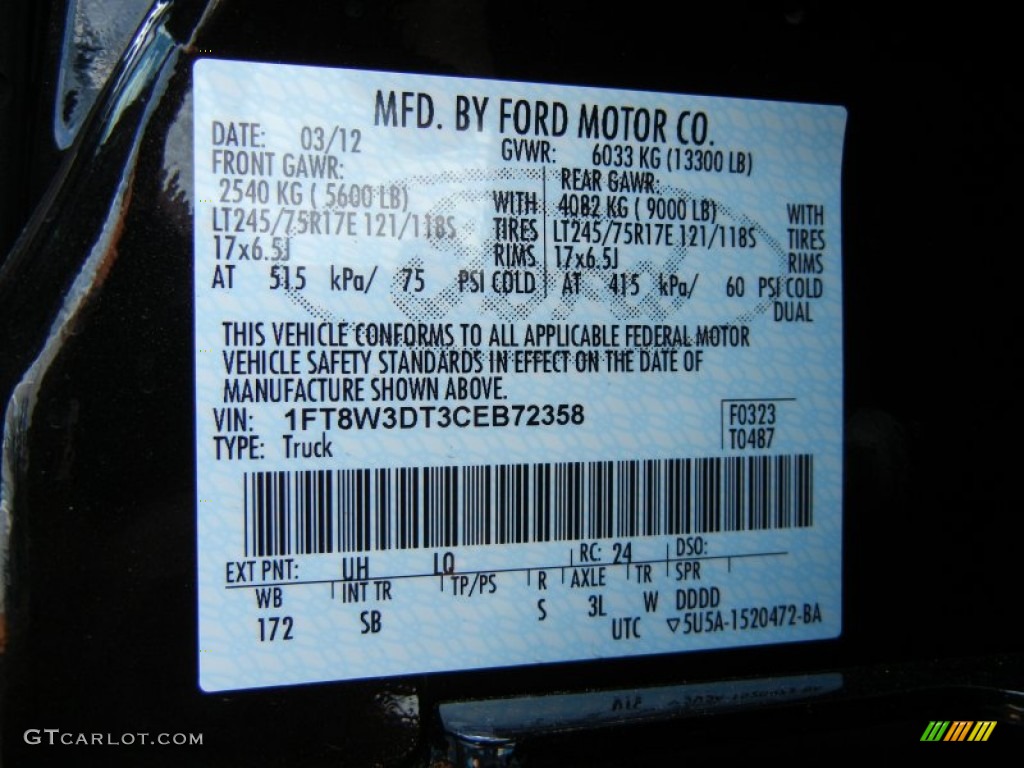 MFD. BY FORD MOTOR CO.
DATE: 03/12 GVWR: 6033 KG (13300 LB)
FRONT GAWR: REAR GAWR:
2540 KG ( 5600 LB) WITH 4082 KG ( 9000 LB) WITH
LT245/75R17E 121/118S TIRES LT245/75R17E 121/118S TIRES
17x6.5J RIMS 17x6.5J RIMS
AT 515 kPa/ 75 PSI COLD AT 415 kPa/ 60 PSI COLD
DUAL
THIS VEHICLE CONFORMS TO ALL APPLICABLE FEDERAL MOTOR
VEHICLE SAFETY STANDARDS IN EFFECT ON THE DATE OF
MANUFACTURE SHOWN ABOVE.
VIN: 1FT8W3DT3CEB72358 F0323
TYPE: Truck T0487
EXT PNT: UH LQ RC: 24 DSO:
WB INT TR TP/PS R AXLE TR SPR
172 SB S 3L W DDDD
UTC ▽5U5A-1520472-BA
GTCARLOT.COM